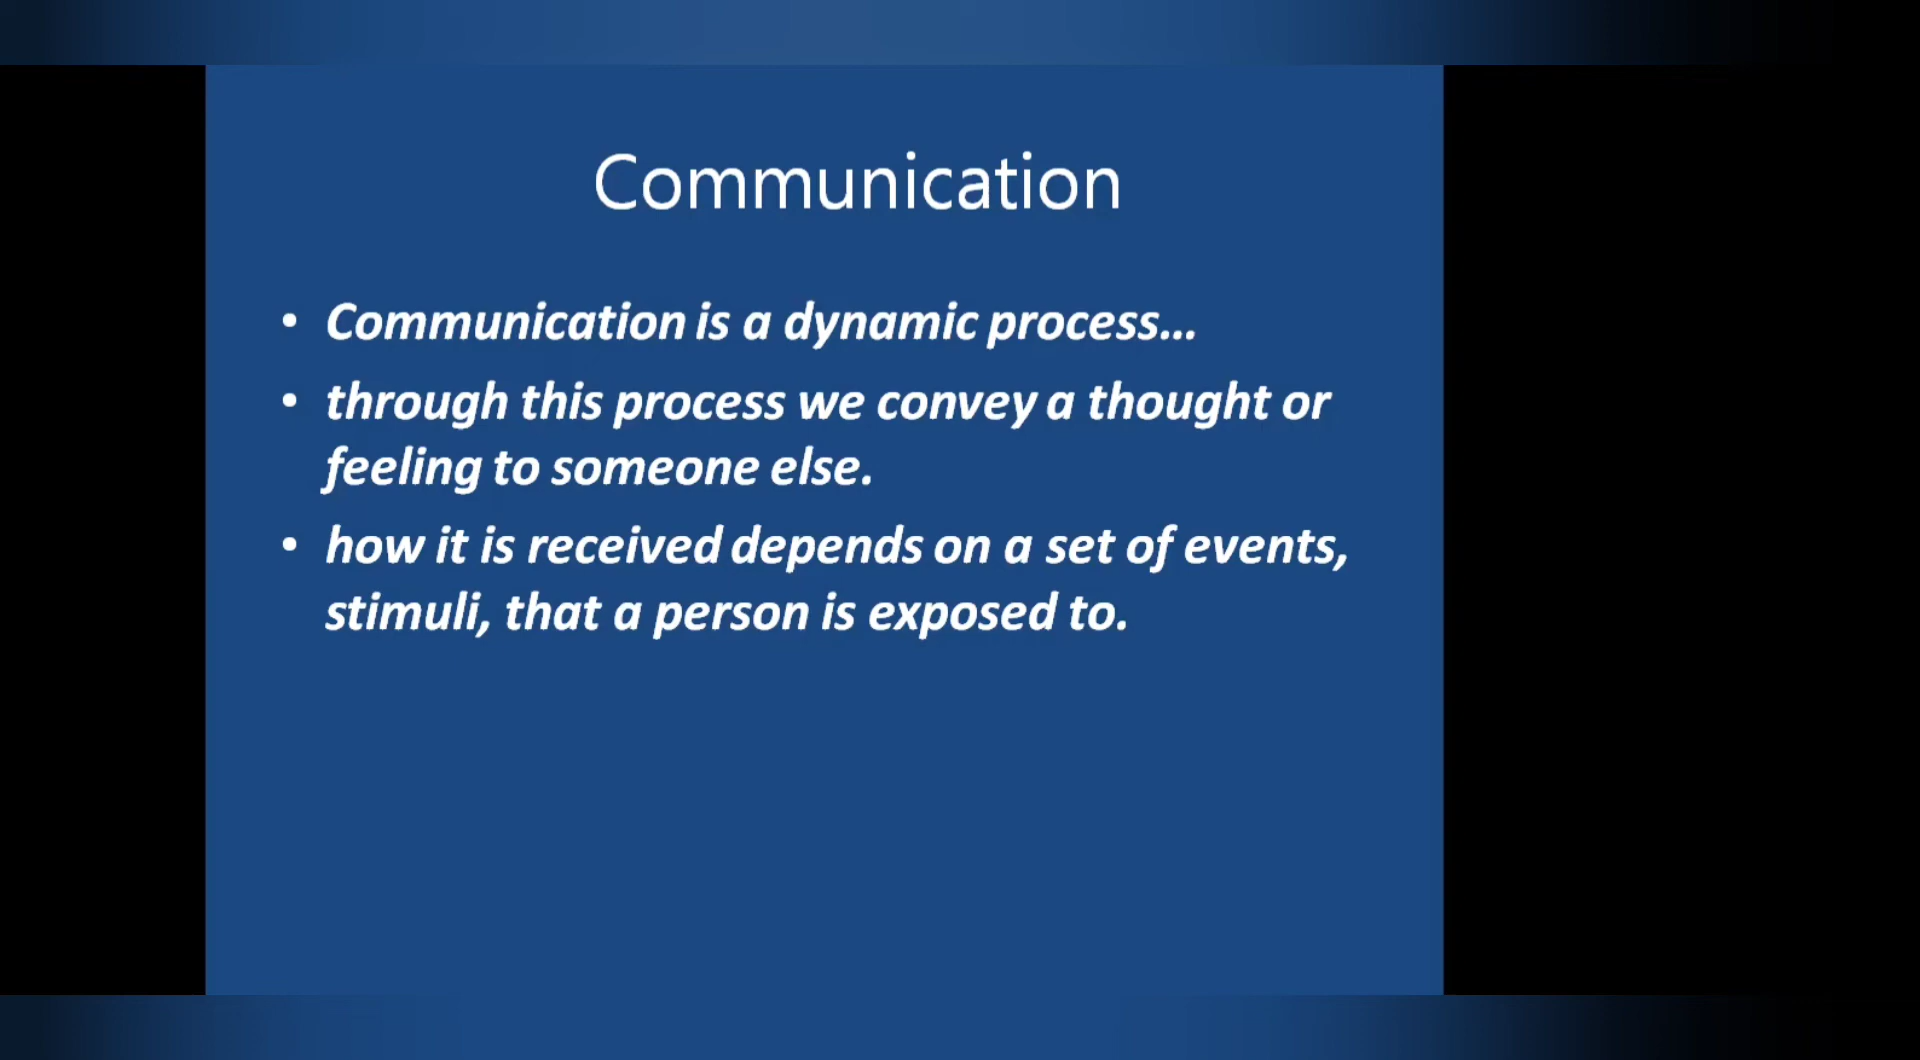 Communication
• Communication is a dynamic process...
• through this process we convey a thought or
feeling to someone else.
• how it is received depends on a set of events,
stimuli, that a person is exposed to.